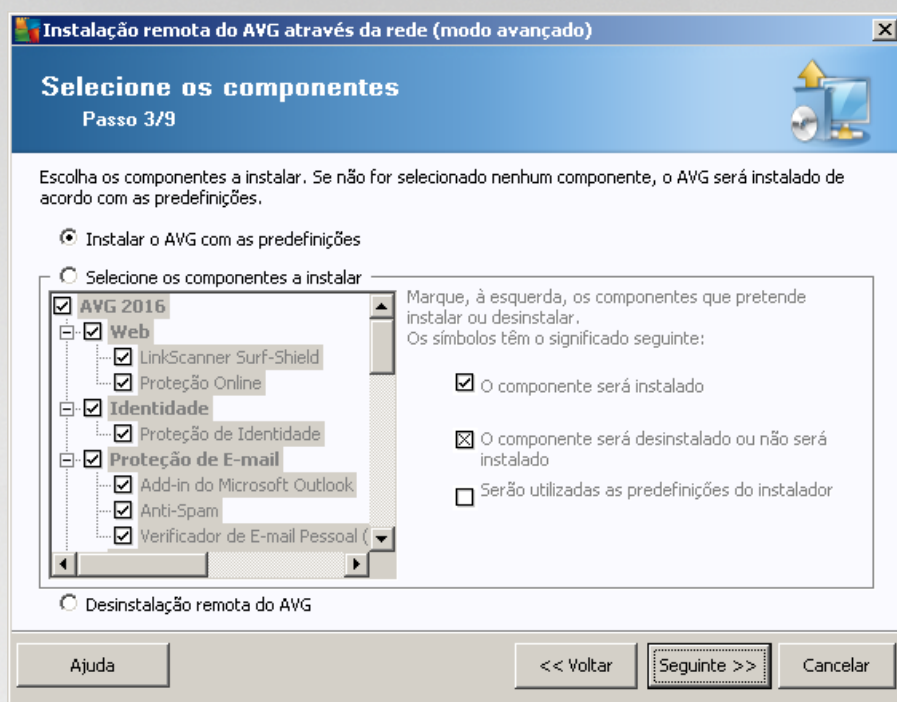 Instalação remota do AVG através da rede (modo avançado)
Selecione os componentes
Passo 3/9
Escolha os componentes a instalar. Se não for selecionado nenhum componente, o AVG será instalado de
acordo com as predefinições.
Instalar o AVG com as predefinições
Selecione os componentes a instalar
AVG 2016
Web
LinkScanner Surf-Shield
Proteção Online
Identidade
Proteção de Identidade
Proteção de E-mail
Add-in do Microsoft Outlook
Anti-Spam
Verificador de E-mail Pessoal (
Marque, à esquerda, os componentes que pretende
instalar ou desinstalar.
Os símbolos têm o significado seguinte:
O componente será instalado
O componente será desinstalado ou não será
instalado
Serão utilizadas as predefinições do instalador
Desinstalação remota do AVG
Ajuda
<< Voltar
Seguinte >>
Cancelar